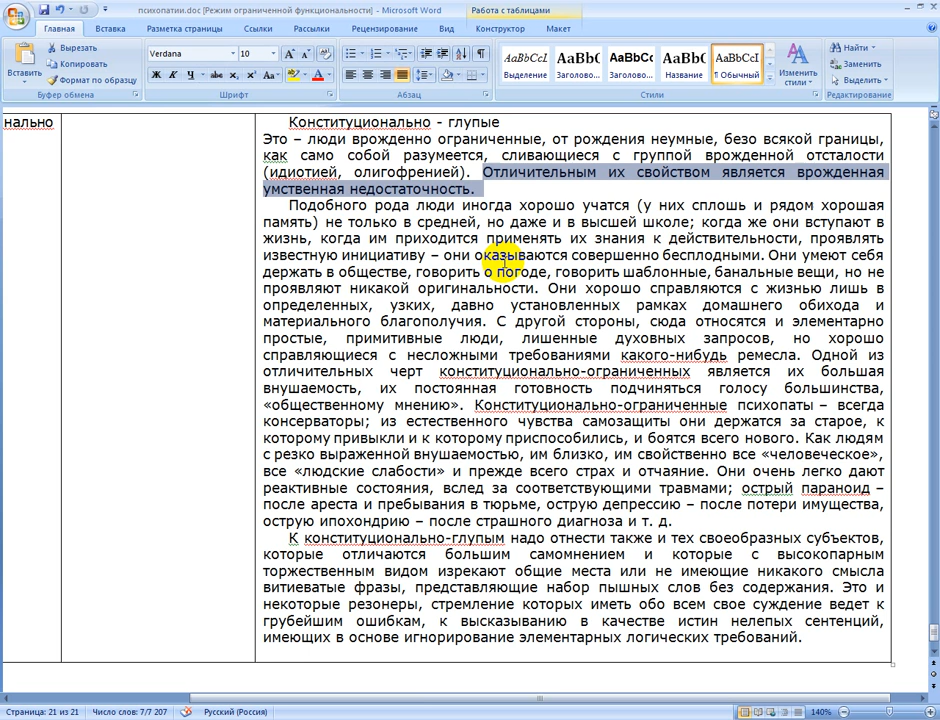 психопатии.doc [Режим ограниченной функциональности] - Microsoft Word
Работа с таблицами
Главная Вставка Разметка страницы Ссылки Рассылки Рецензирование Вид Конструктор Макет
Вставить
Вырезать
Копировать
Формат по образцу
Буфер обмена
Verdana 10
Ж К Ч abc x₂ x² Aa
Шрифт
Абзац
AaBbCcI AaBb( AaBbCc AaBb( AaBbCcI
Выделение Заголово... Заголово... Название ¶ Обычный
Изменить стили
Стили
Найти
Заменить
Выделить
Редактирование
нально
Конституционально - глупые
Это – люди врожденно ограниченные, от рождения неумные, безо всякой границы,
как само собой разумеется, сливающиеся с группой врожденной отсталости
(идиотией, олигофренией). Отличительным их свойством является врожденная
умственная недостаточность.
Подобного рода люди иногда хорошо учатся (у них сплошь и рядом хорошая
память) не только в средней, но даже и в высшей школе; когда же они вступают в
жизнь, когда им приходится применять их знания к действительности, проявлять
известную инициативу – они оказываются совершенно бесплодными. Они умеют себя
держать в обществе, говорить о погоде, говорить шаблонные, банальные вещи, но не
проявляют никакой оригинальности. Они хорошо справляются с жизнью лишь в
определенных, узких, давно установленных рамках домашнего обихода и
материального благополучия. С другой стороны, сюда относятся и элементарно
простые, примитивные люди, лишенные духовных запросов, но хорошо
справляющиеся с несложными требованиями какого-нибудь ремесла. Одной из
отличительных черт конституционально-ограниченных является их большая
внушаемость, их постоянная готовность подчиняться голосу большинства,
«общественному мнению». Конституционально-ограниченные психопаты – всегда
консерваторы; из естественного чувства самозащиты они держатся за старое, к
которому привыкли и к которому приспособились, и боятся всего нового. Как людям
с резко выраженной внушаемостью, им близко, им свойственно все «человеческое»,
все «людские слабости» и прежде всего страх и отчаяние. Они очень легко дают
реактивные состояния, вслед за соответствующими травмами; острый параноид –
после ареста и пребывания в тюрьме, острую депрессию – после потери имущества,
острую ипохондрию – после страшного диагноза и т. д.
К конституционально-глупым надо отнести также и тех своеобразных субъектов,
которые отличаются большим самомнением и которые с высокопарным
торжественным видом изрекают общие места или не имеющие никакого смысла
витиеватые фразы, представляющие набор пышных слов без содержания. Это и
некоторые резонеры, стремление которых иметь обо всем свое суждение ведет к
грубейшим ошибкам, к высказыванию в качестве истин нелепых сентенций,
имеющих в основе игнорирование элементарных логических требований.
Страница: 21 из 21 Число слов: 7/7 207 Русский (Россия) 140%